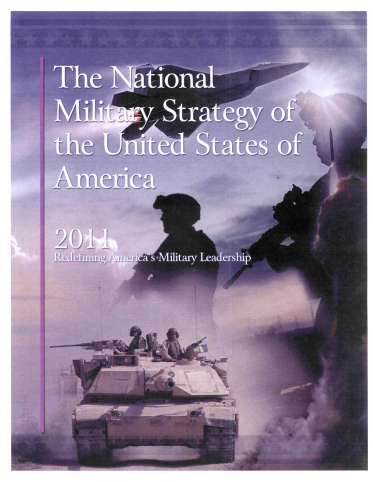 The National
Military Strategy of
the United States of
America
2011
Redefining America's Military Leadership